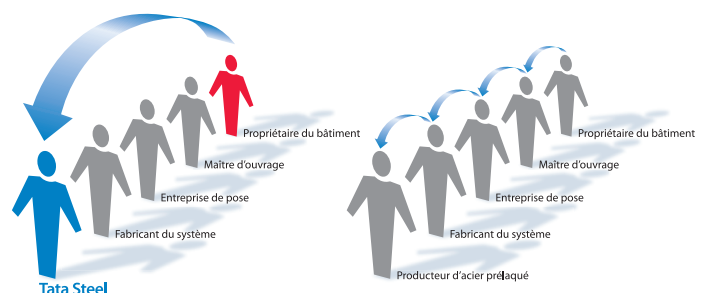 Propriétaire du bâtiment
Maître d'ouvrage
Entreprise de pose
Fabricant du système
Tata Steel
Propriétaire du bâtiment
Maître d'ouvrage
Entreprise de pose
Fabricant du système
Producteur d'acier prélaqué